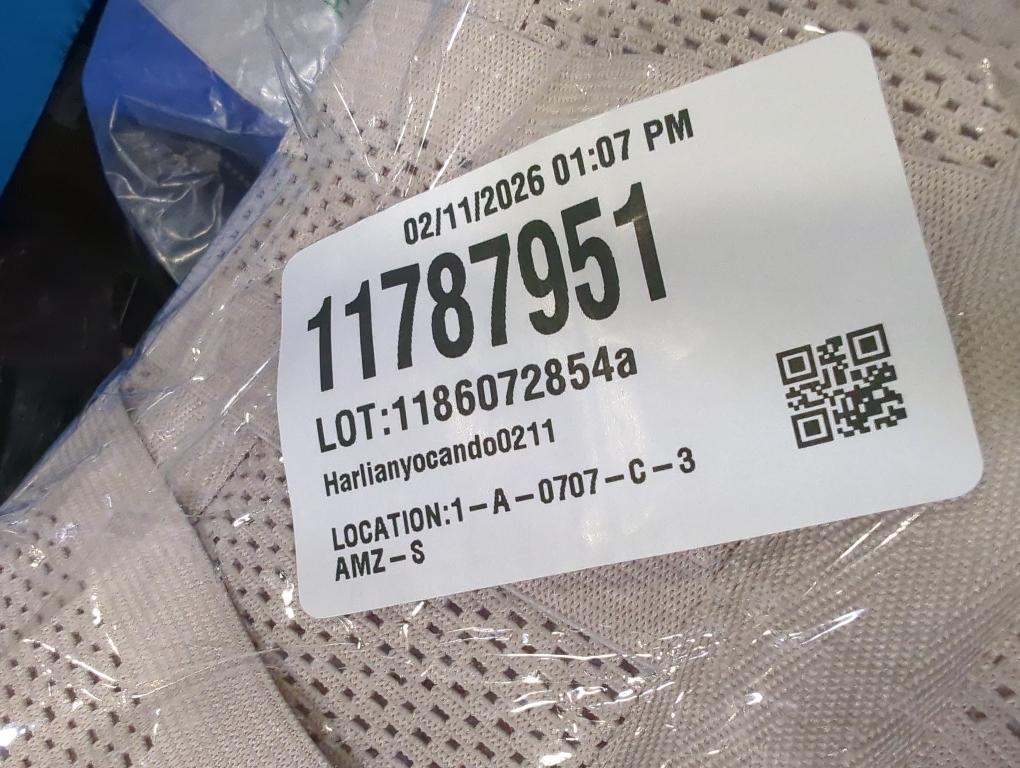 02/11/2026 01:07 PM
11787951
LOT:1186072854a
Harlianyocando0211
LOCATION:1-A-0707-C-3
AMZ-S